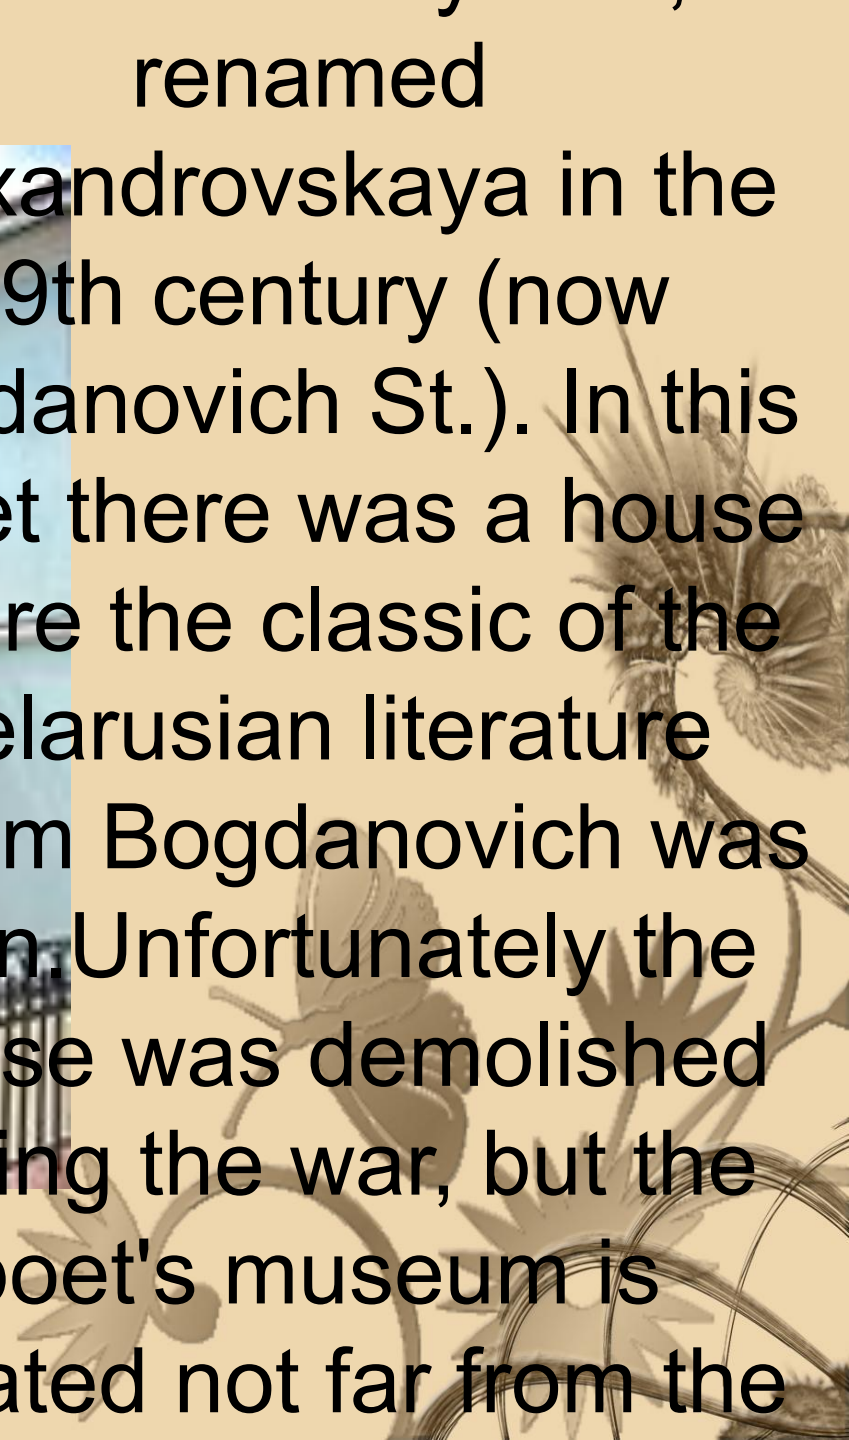 renamed
xandrovskaya in the
9th century (now
danovich St.). In this
et there was a house
re the classic of the
elarusian literature
m Bogdanovich was
n.Unfortunately the
se was demolished
ing the war, but the
poet's museum is
ated not far from the